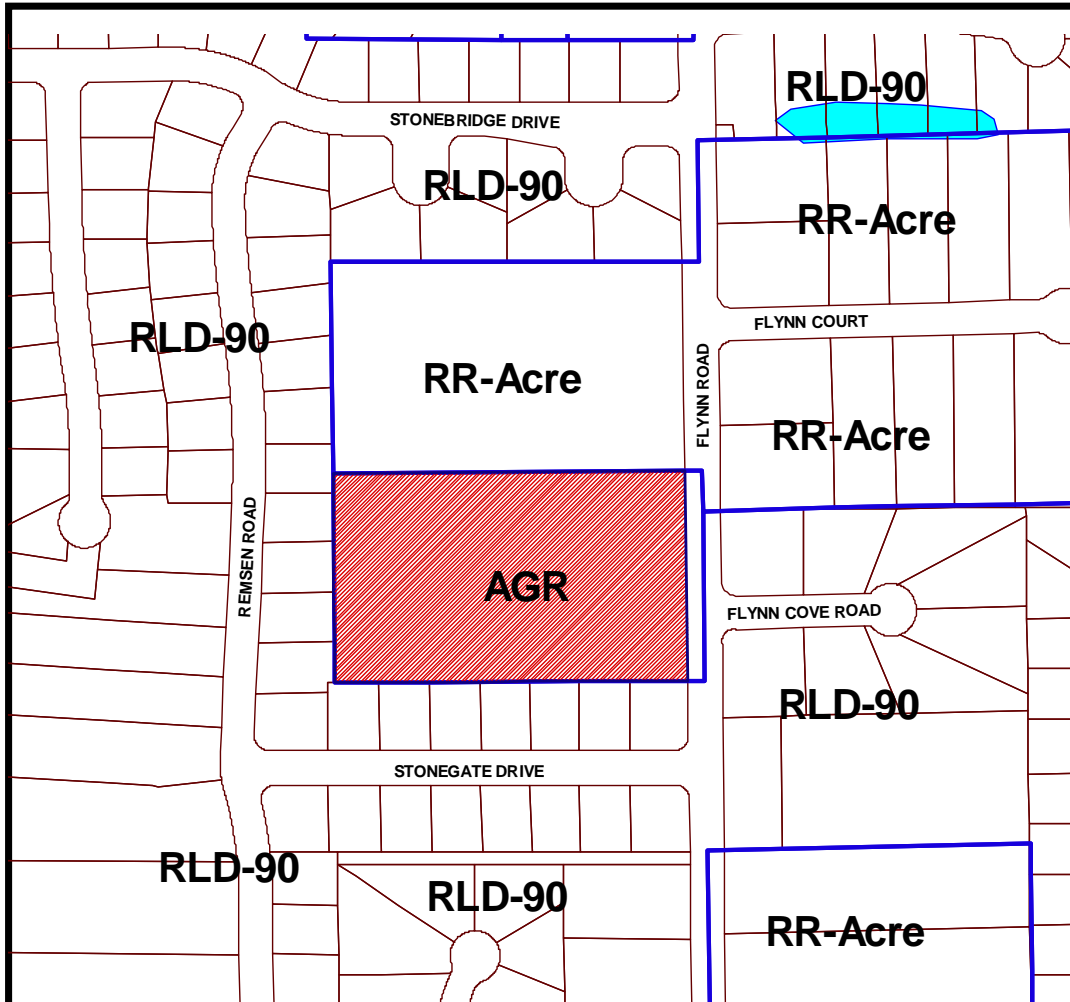 RLD-90
STONEBRIDGE DRIVE
RLD-90
RR-Acre
FLYNN COURT
RLD-90
FLYNN ROAD
RR-Acre
RR-Acre
REMSEN ROAD
AGR
FLYNN COVE ROAD
RLD-90
STONEGATE DRIVE
RLD-90
RLD-90
RR-Acre